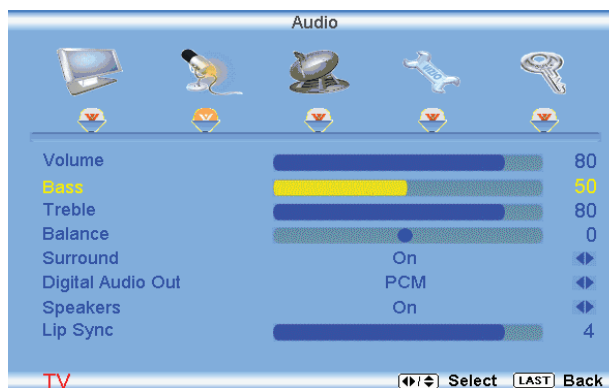 Audio
VIZIO
Volume 80
Bass 50
Treble 80
Balance 0
Surround On
Digital Audio Out PCM
Speakers On
Lip Sync 4
TV / Select LAST Back